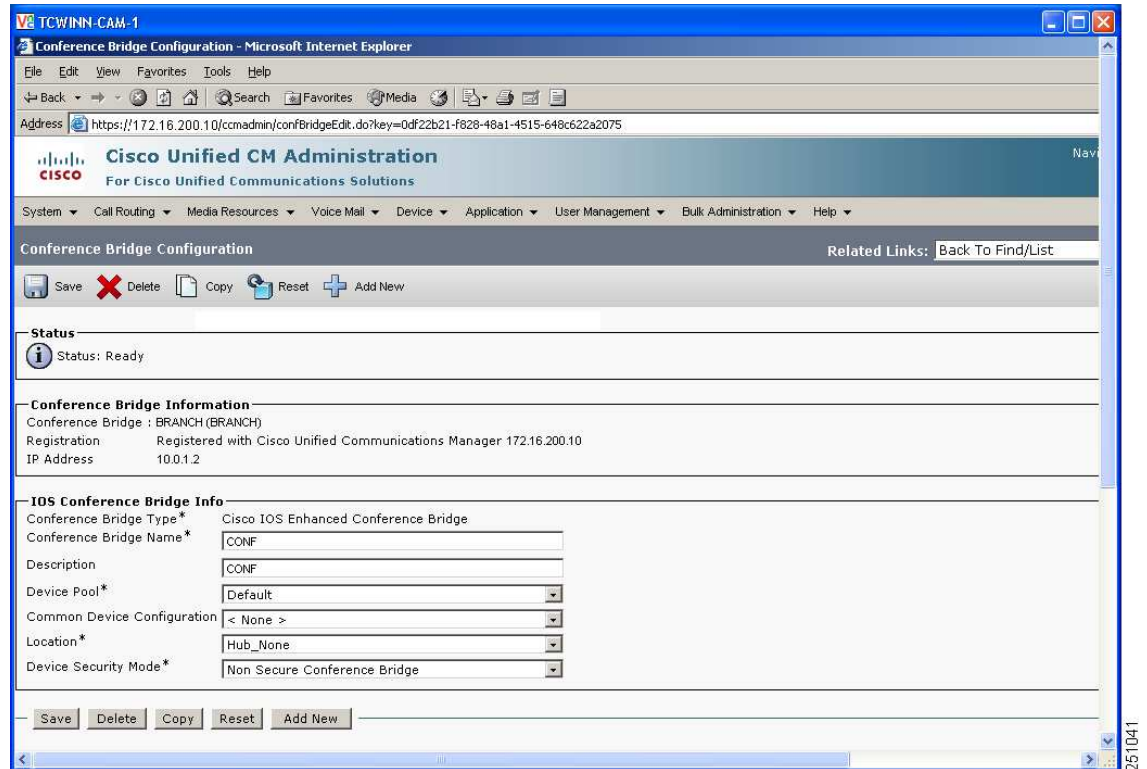 TCWINN-CAM-1
Conference Bridge Configuration - Microsoft Internet Explorer
File Edit View Favorites Tools Help
Back Search Favorites Media
Address https://172.16.200.10/ccmadmin/confBridgeEdit.do?key=0df22b21-f828-48a1-4515-648c622a2075
CISCO
Cisco Unified CM Administration
For Cisco Unified Communications Solutions
Navi
System Call Routing Media Resources Voice Mail Device Application User Management Bulk Administration Help
Conference Bridge Configuration Related Links: Back To Find/List
Save Delete Copy Reset Add New
Status
Status: Ready
Conference Bridge Information
Conference Bridge : BRANCH (BRANCH)
Registration Registered with Cisco Unified Communications Manager 172.16.200.10
IP Address 10.0.1.2
IOS Conference Bridge Info
Conference Bridge Type* Cisco IOS Enhanced Conference Bridge
Conference Bridge Name* CONF
Description CONF
Device Pool* Default
Common Device Configuration < None >
Location* Hub_None
Device Security Mode* Non Secure Conference Bridge
Save Delete Copy Reset Add New
251041